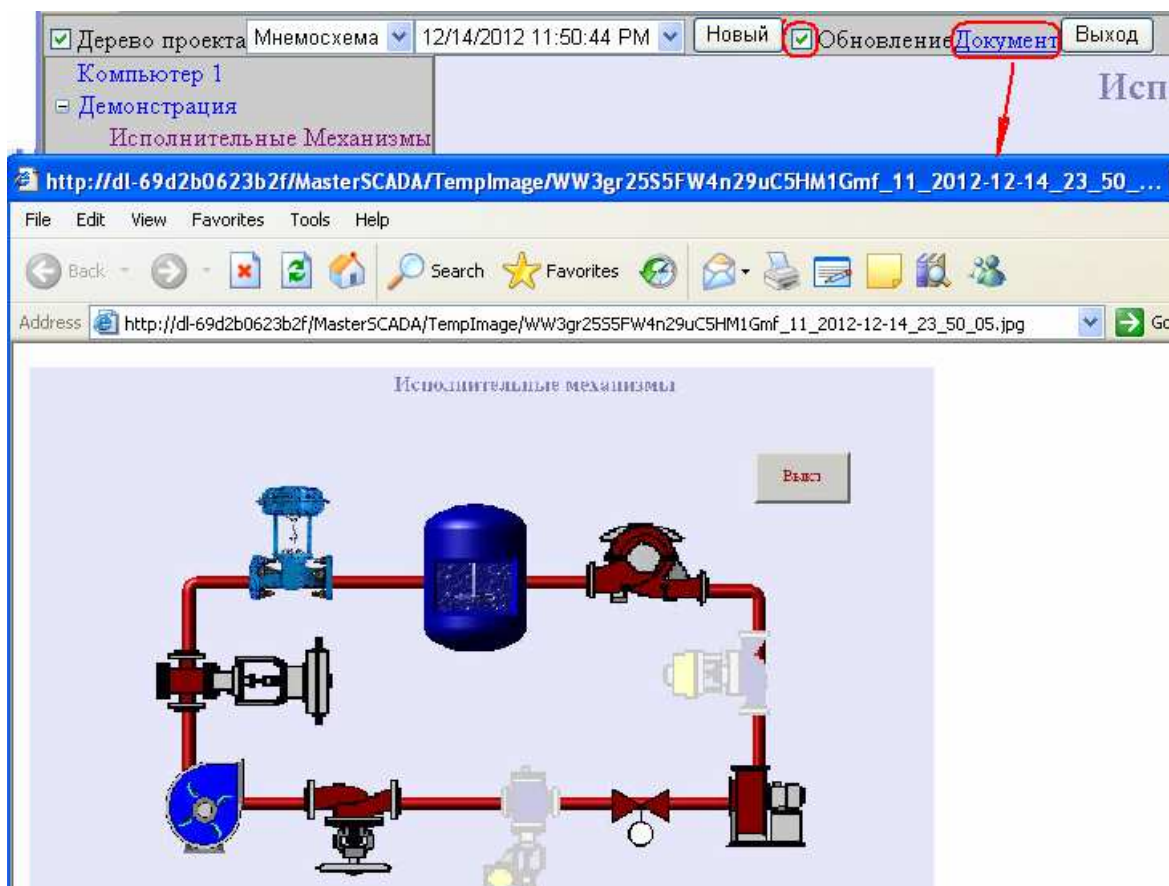 Дерево проекта Мнемосхема 12/14/2012 11:50:44 PM Новый Обновление Документ Выход
Компьютер 1
Исп
Демонстрация
Исполнительные Механизмы
http://dl-69d2b0623b2f/MasterSCADA/TempImage/WW3gr25S5FW4n29uC5HM1Gmf_11_2012-12-14_23_50_...
File Edit View Favorites Tools Help
Back Search Favorites
Address http://dl-69d2b0623b2f/MasterSCADA/TempImage/WW3gr25S5FW4n29uC5HM1Gmf_11_2012-12-14_23_50_05.jpg Go
Исполнительные механизмы
Выкл